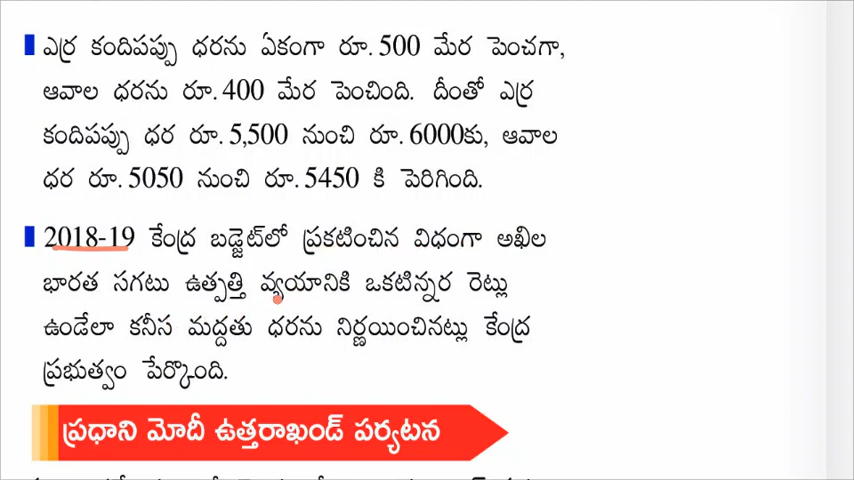 ఎర్ర కందిపప్పు ధరను ఏకంగా రూ. 500 మేర పెంచగా,
ఆవాల ధరను రూ. 400 మేర పెంచింది. దీంతో ఎర్ర
కందిపప్పు ధర రూ. 5,500 నుంచి రూ. 6000కు, ఆవాల
ధర రూ. 5050 నుంచి రూ. 5450 కి పెరిగింది.
2018-19 కేంద్ర బడ్జెట్‌లో ప్రకటించిన విధంగా అఖిల
భారత సగటు ఉత్పత్తి వ్యయానికి ఒకటిన్నర రెట్లు
ఉండేలా కనీస మద్దతు ధరను నిర్ణయించినట్లు కేంద్ర
ప్రభుత్వం పేర్కొంది.
ప్రధాని మోదీ ఉత్తరాఖండ్ పర్యటన